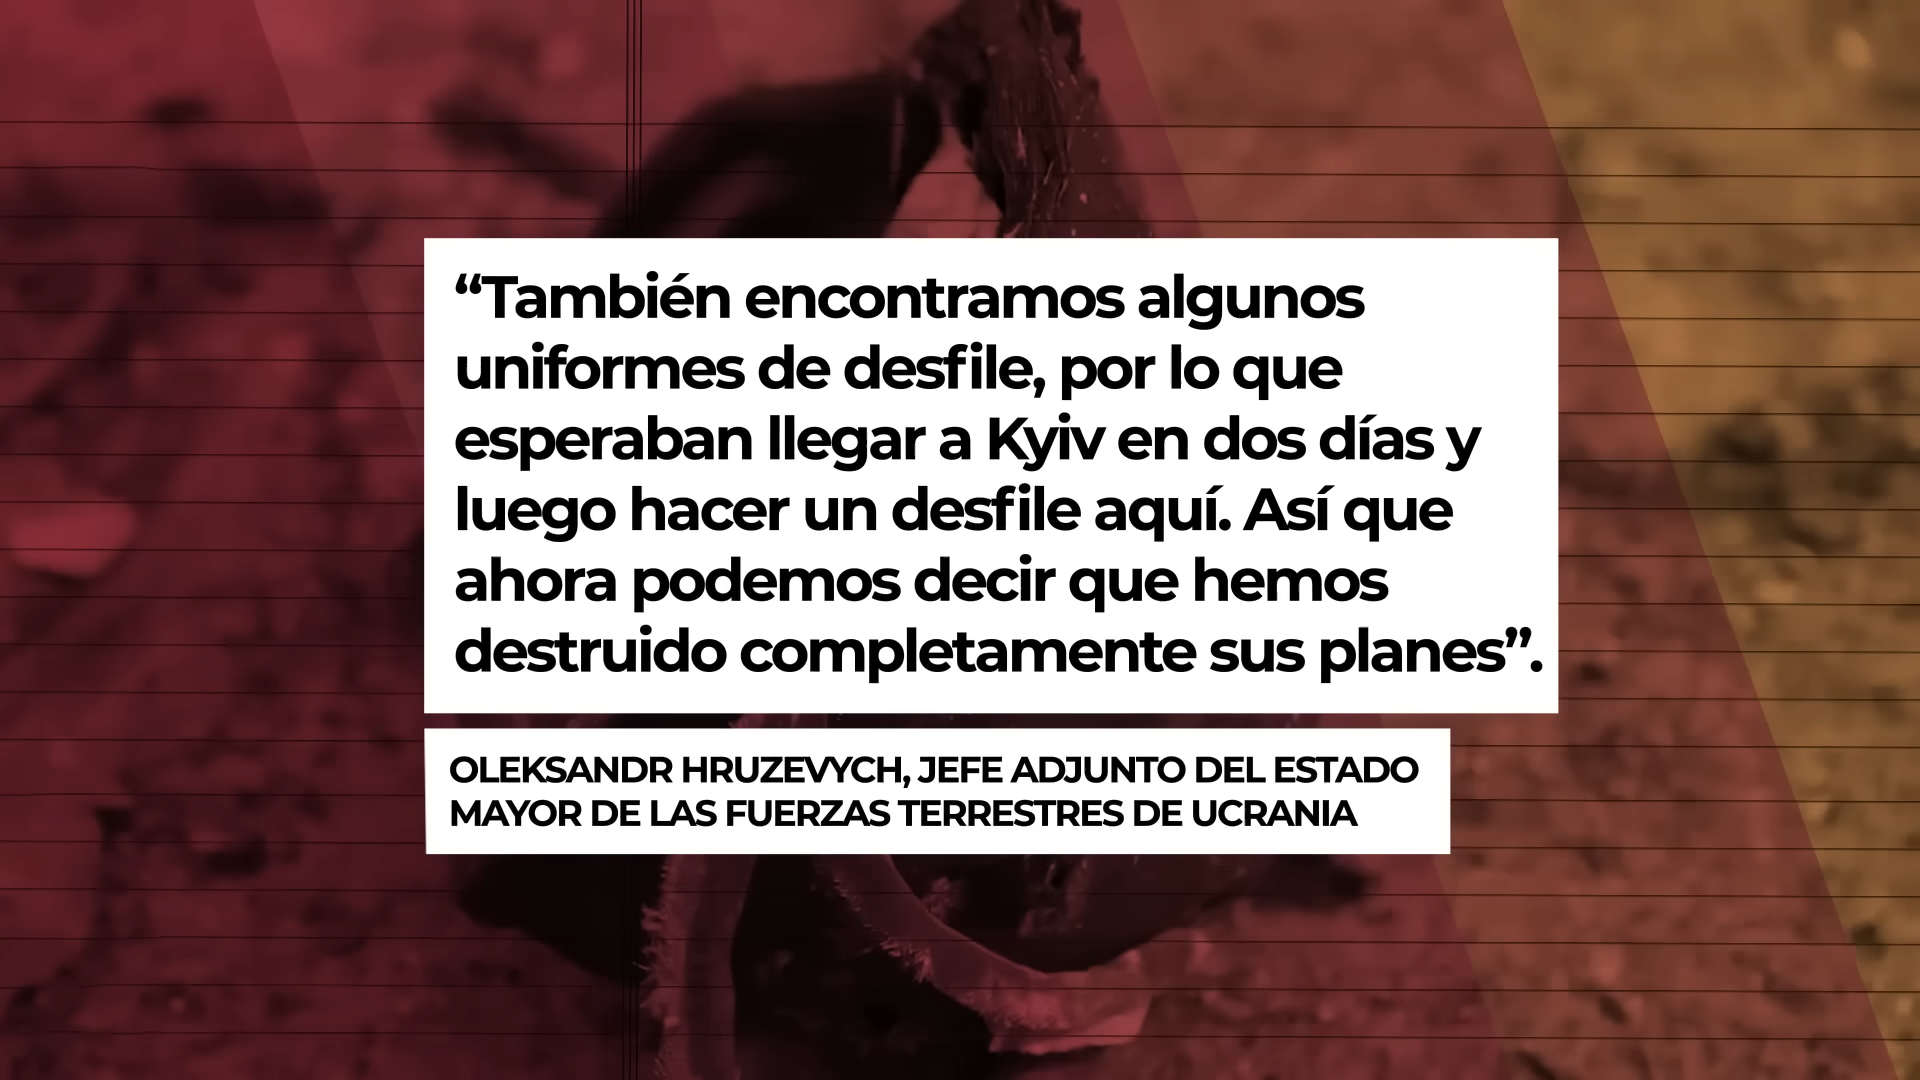 “También encontramos algunos
uniformes de desfile, por lo que
esperaban llegar a Kyiv en dos días y
luego hacer un desfile aquí. Así que
ahora podemos decir que hemos
destruido completamente sus planes”.
OLEKSANDR HRUZEVYCH, JEFE ADJUNTO DEL ESTADO
MAYOR DE LAS FUERZAS TERRESTRES DE UCRANIA